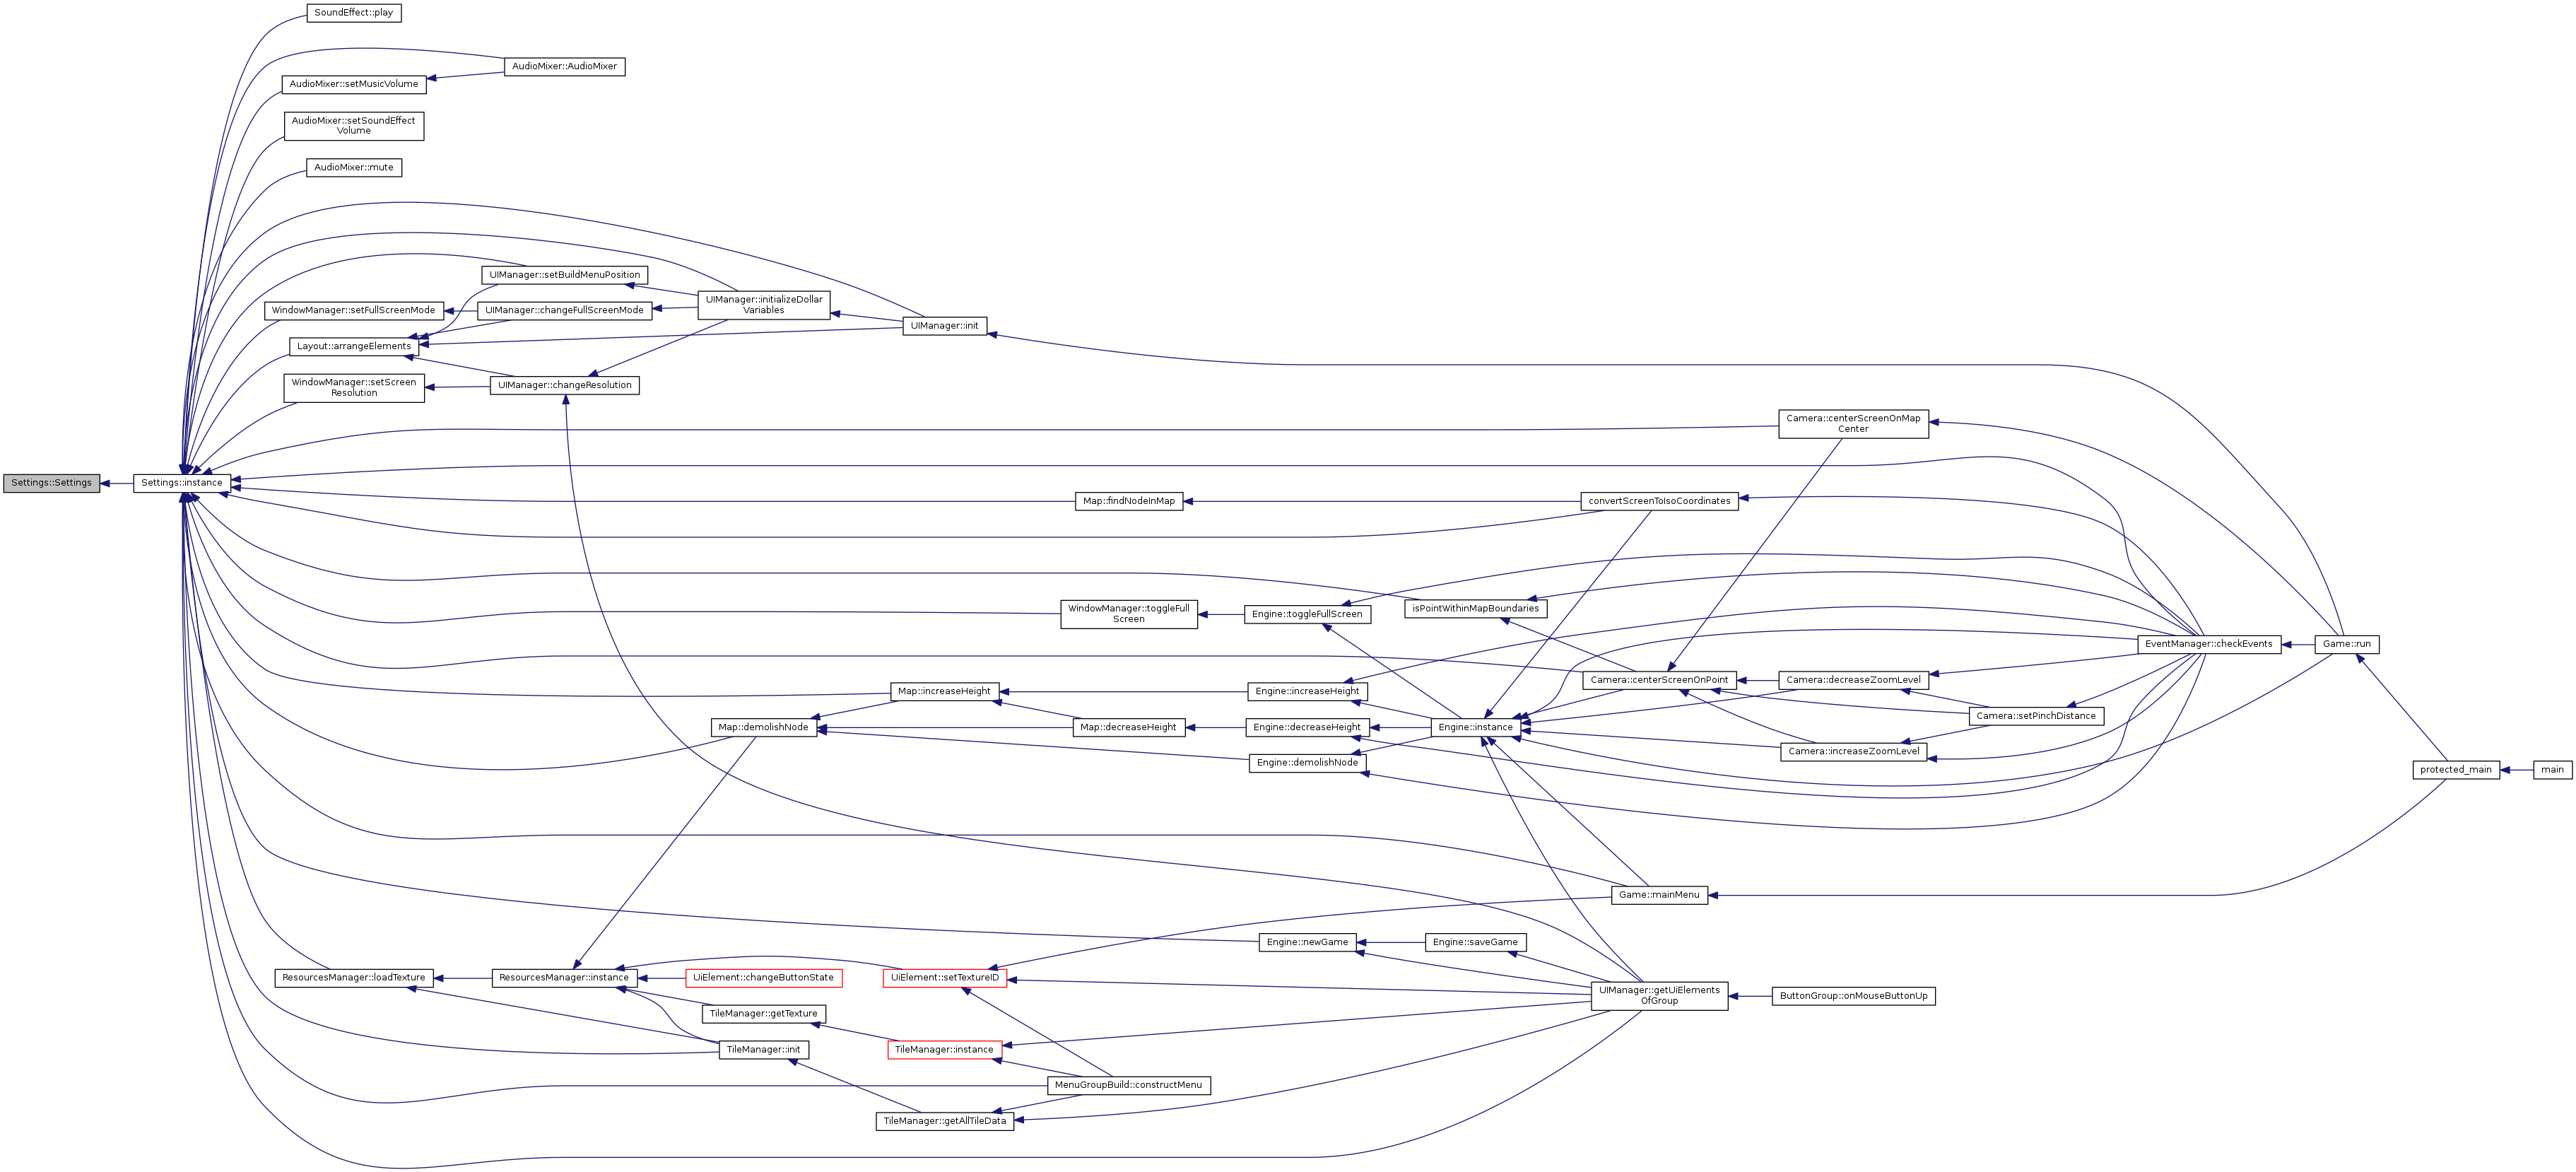 SoundEffect::play
AudioMixer::AudioMixer
AudioMixer::setMusicVolume
AudioMixer::setSoundEffect
Volume
AudioMixer::mute
UIManager::setBuildMenuPosition
UIManager::initializeDollar
Variables
WindowManager::setFullScreenMode
UIManager::changeFullScreenMode
UIManager::init
Layout::arrangeElements
WindowManager::setScreen
Resolution
UIManager::changeResolution
Camera::centerScreenOnMap
Center
Settings::Settings
Settings::instance
Map::findNodeInMap
convertScreenToIsoCoordinates
WindowManager::toggleFull
Screen
Engine::toggleFullScreen
isPointWithinMapBoundaries
EventManager::checkEvents
Game::run
Map::increaseHeight
Engine::increaseHeight
Camera::centerScreenOnPoint
Camera::decreaseZoomLevel
Camera::setPinchDistance
Map::demolishNode
Map::decreaseHeight
Engine::decreaseHeight
Engine::instance
Camera::increaseZoomLevel
Engine::demolishNode
protected_main
main
Game::mainMenu
Engine::newGame
Engine::saveGame
ResourcesManager::loadTexture
ResourcesManager::instance
UiElement::changeButtonState
UiElement::setTextureID
UIManager::getUiElements
OfGroup
ButtonGroup::onMouseButtonUp
TileManager::getTexture
TileManager::init
TileManager::instance
MenuGroupBuild::constructMenu
TileManager::getAllTileData